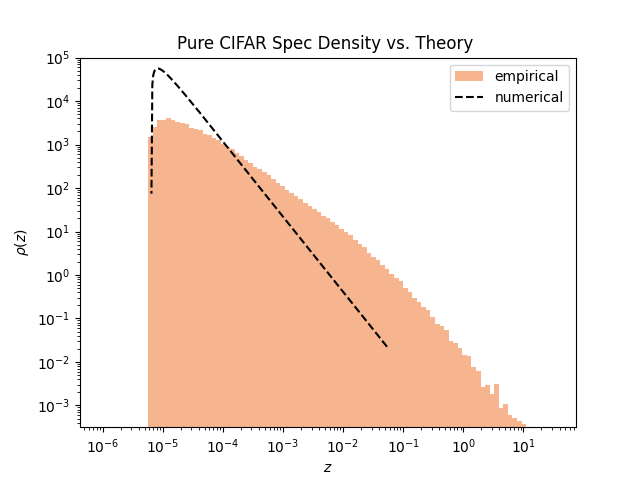 Pure CIFAR Spec Density vs. Theory
empirical
numerical
10^5
10^4
10^3
10^2
10^1
10^0
10^-1
10^-2
10^-3
ρ(z)
10^-6 10^-5 10^-4 10^-3 10^-2 10^-1 10^0 10^1
z